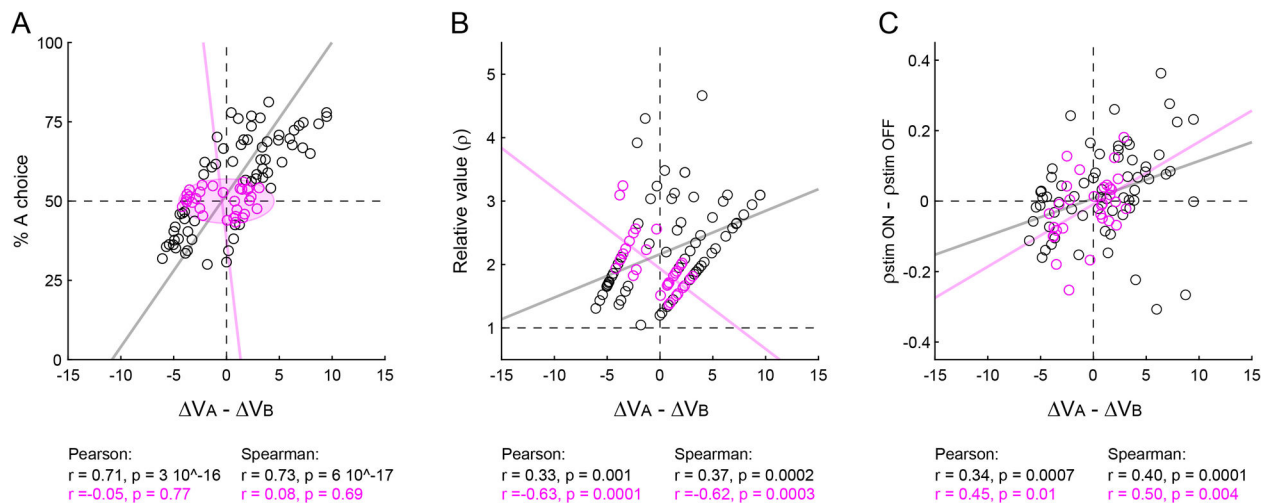 A
% A choice
100
75
50
25
0
-15 -10 -5 0 5 10 15
ΔVA - ΔVB
Pearson: Spearman:
r = 0.71, p = 3 10^-16 r = 0.73, p = 6 10^-17
r =-0.05, p = 0.77 r = 0.08, p = 0.69
B
Relative value (ρ)
5
4
3
2
1
-15 -10 -5 0 5 10 15
ΔVA - ΔVB
Pearson: Spearman:
r = 0.33, p = 0.001 r = 0.37, p = 0.0002
r =-0.63, p = 0.0001 r =-0.62, p = 0.0003
C
ρstim ON - ρstim OFF
0.4
0.2
0
-0.2
-0.4
-15 -10 -5 0 5 10 15
ΔVA - ΔVB
Pearson: Spearman:
r = 0.34, p = 0.0007 r = 0.40, p = 0.0001
r = 0.45, p = 0.01 r = 0.50, p = 0.004